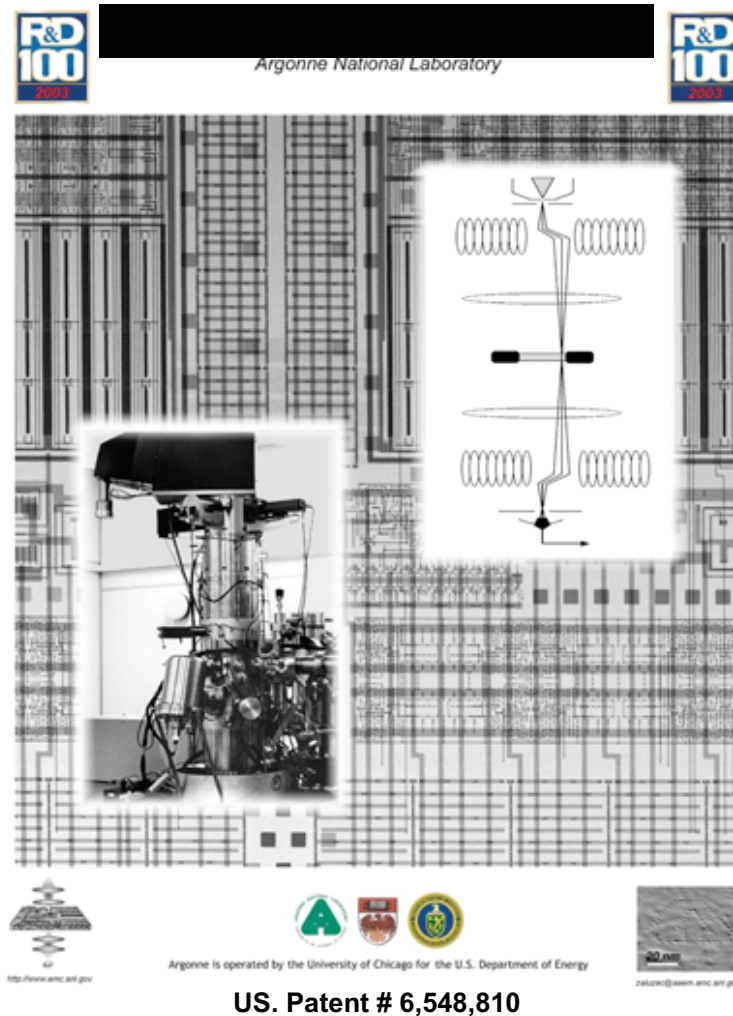 R&D
100
2003
R&D
100
2003
Argonne National Laboratory
http://www.amc.anl.gov
Argonne is operated by the University of Chicago for the U.S. Department of Energy
20 nm
US. Patent # 6,548,810